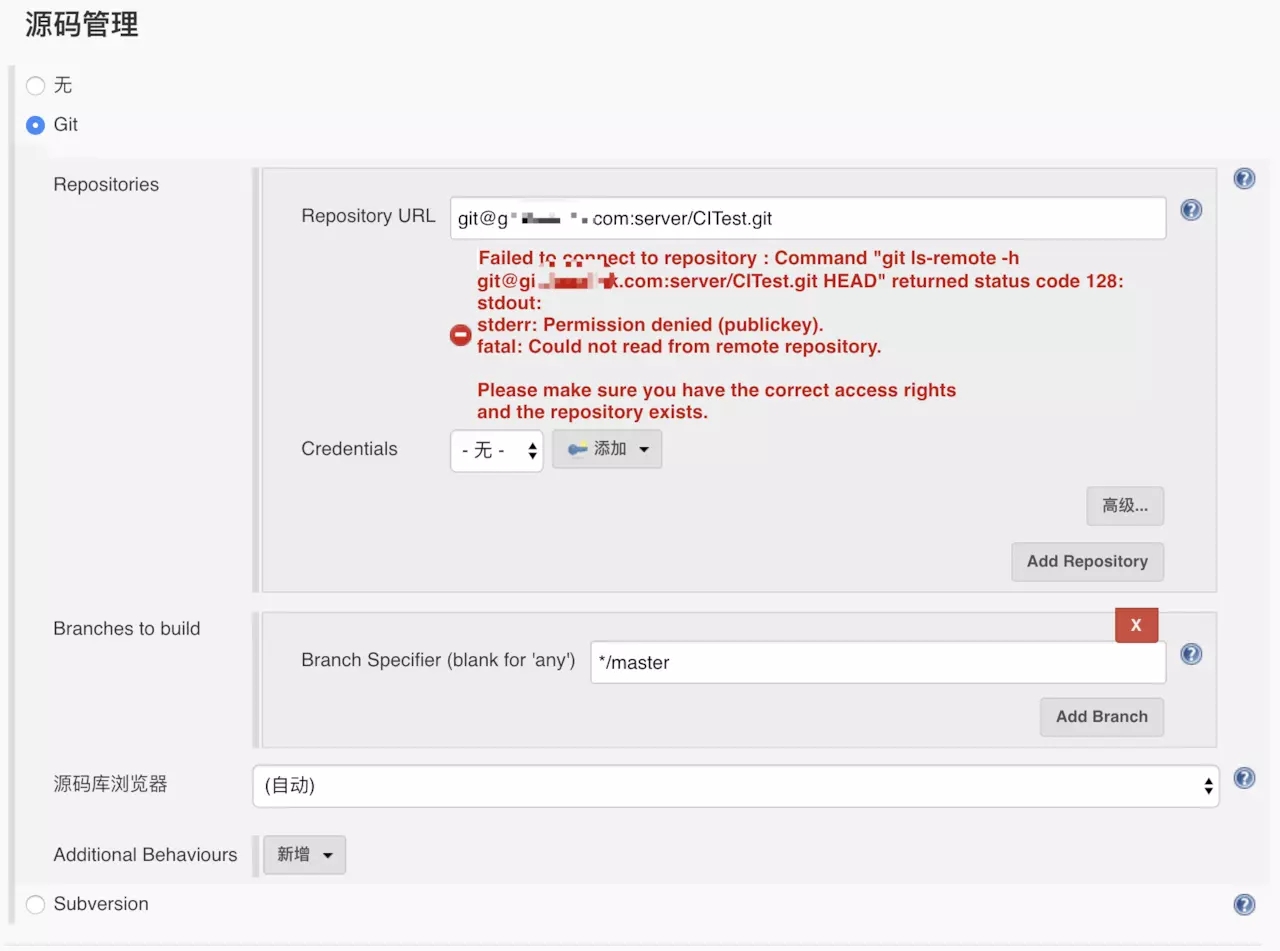 源码管理
无
Git
Repositories
Repository URL
git@g com:server/CITest.git
Failed to connect to repository : Command "git ls-remote -h
git@gi .com:server/CITest.git HEAD" returned status code 128:
stdout:
stderr: Permission denied (publickey).
fatal: Could not read from remote repository.
Please make sure you have the correct access rights
and the repository exists.
Credentials
- 无 -
添加
高级...
Add Repository
Branches to build
X
Branch Specifier (blank for 'any')
*/master
Add Branch
源码库浏览器
(自动)
Additional Behaviours
新增
Subversion